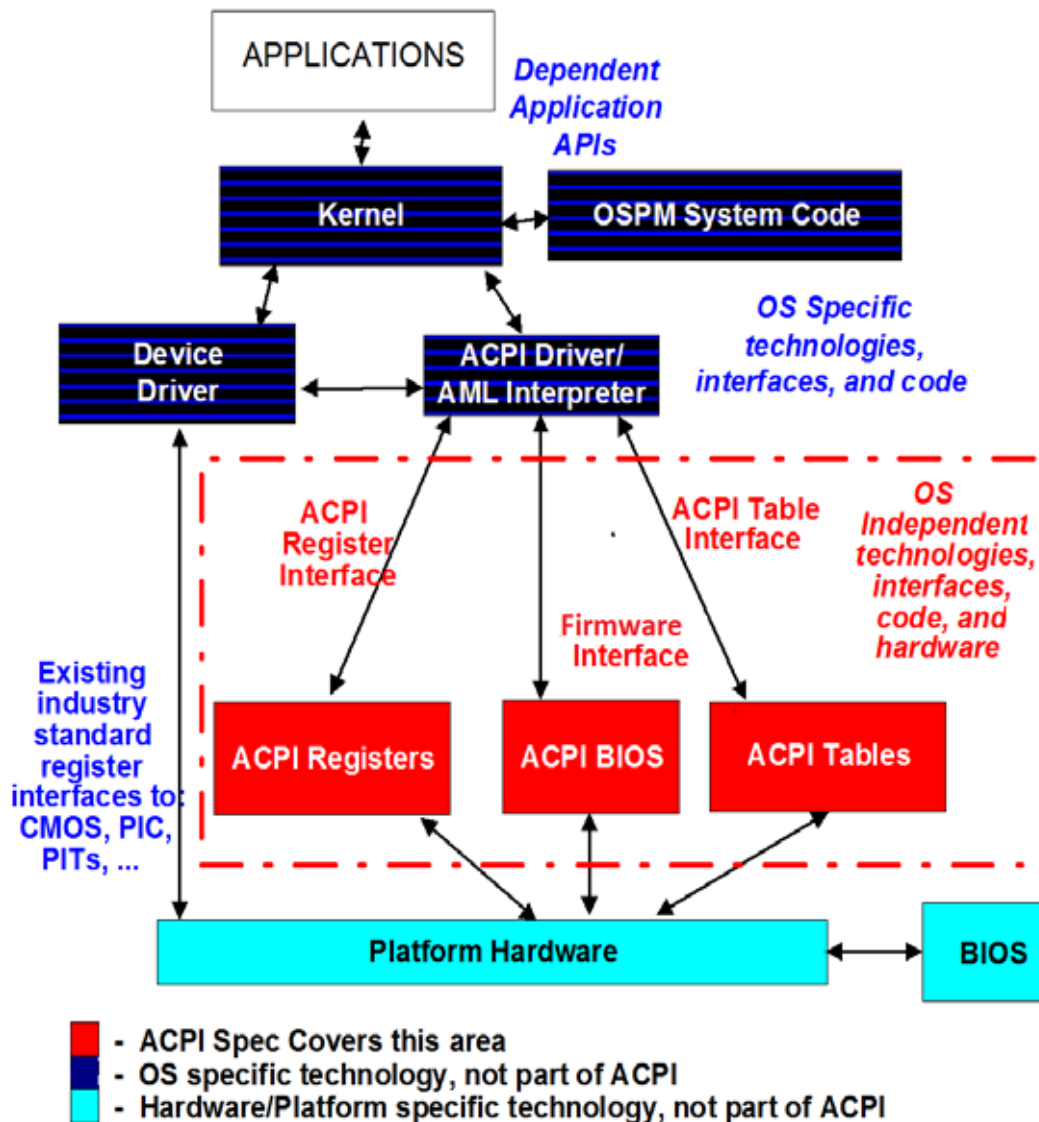 APPLICATIONS
Dependent
Application
APIs
Kernel
OSPM System Code
OS Specific
technologies,
interfaces, and code
Device
Driver
ACPI Driver/
AML Interpreter
ACPI
Register
Interface
ACPI Table
Interface
OS
Independent
technologies,
interfaces,
code, and
hardware
Firmware
Interface
Existing
industry
standard
register
interfaces to:
CMOS, PIC,
PITs, ...
ACPI Registers
ACPI BIOS
ACPI Tables
Platform Hardware
BIOS
- ACPI Spec Covers this area
- OS specific technology, not part of ACPI
- Hardware/Platform specific technology, not part of ACPI